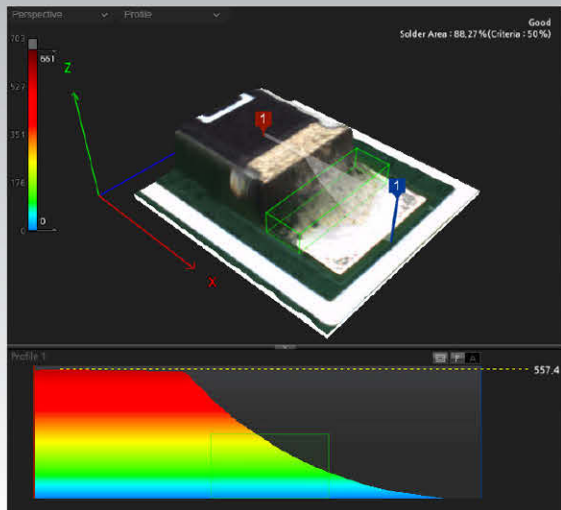 Perspective
Profile
Good
Solder Area : 88,27%(Criteria : 50%)
703
661
527
351
176
0
Z
X
1
1
Profile 1
557.4